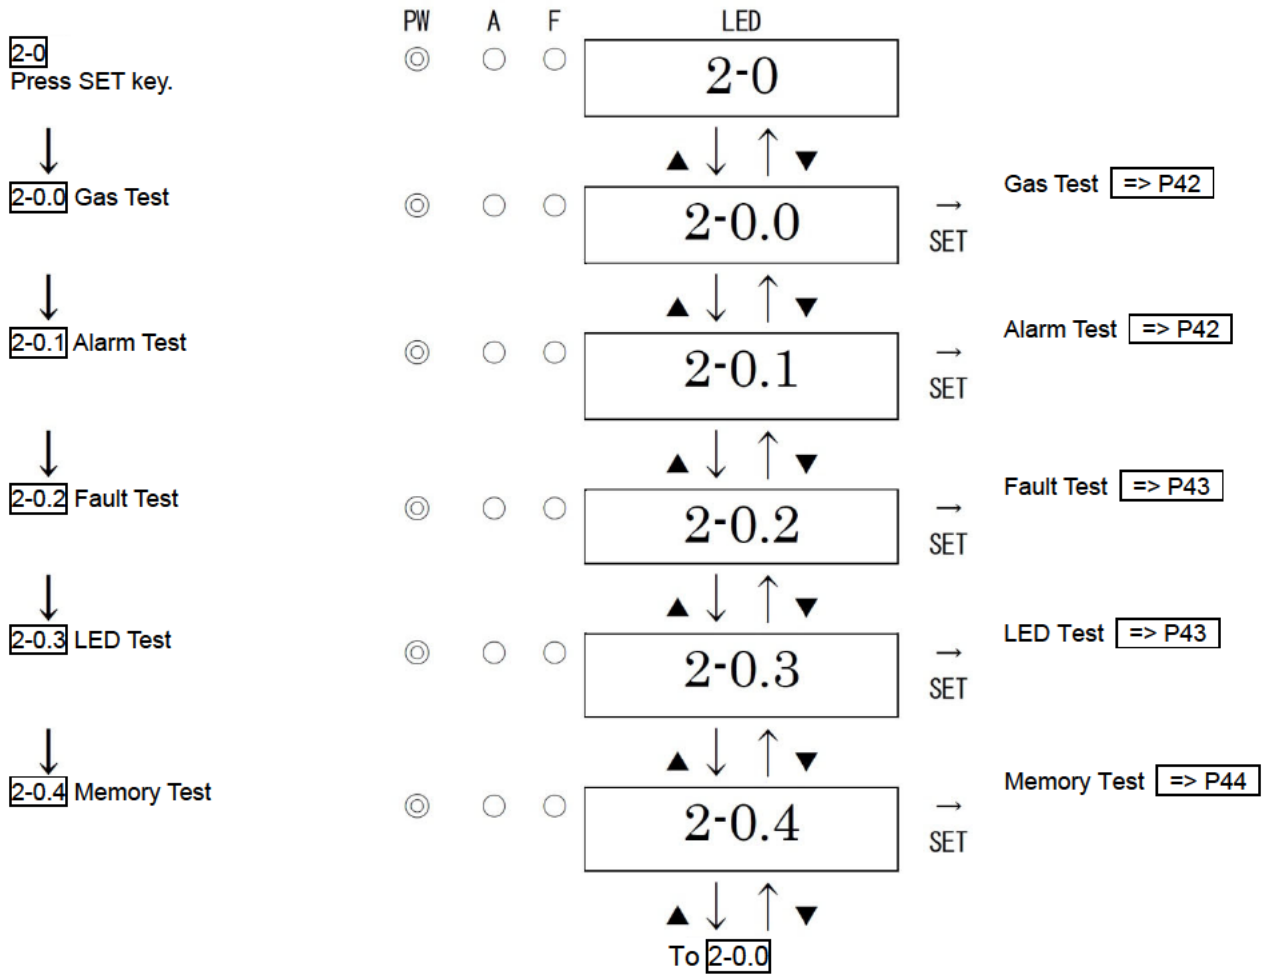 PW A F LED
2-0
Press SET key.
2-0
▲ ↓ ↑ ▼
2-0.0 Gas Test
2-0.0
→
SET
Gas Test => P42
▲ ↓ ↑ ▼
2-0.1 Alarm Test
2-0.1
→
SET
Alarm Test => P42
▲ ↓ ↑ ▼
2-0.2 Fault Test
2-0.2
→
SET
Fault Test => P43
▲ ↓ ↑ ▼
2-0.3 LED Test
2-0.3
→
SET
LED Test => P43
▲ ↓ ↑ ▼
2-0.4 Memory Test
2-0.4
→
SET
Memory Test => P44
▲ ↓ ↑ ▼
To 2-0.0